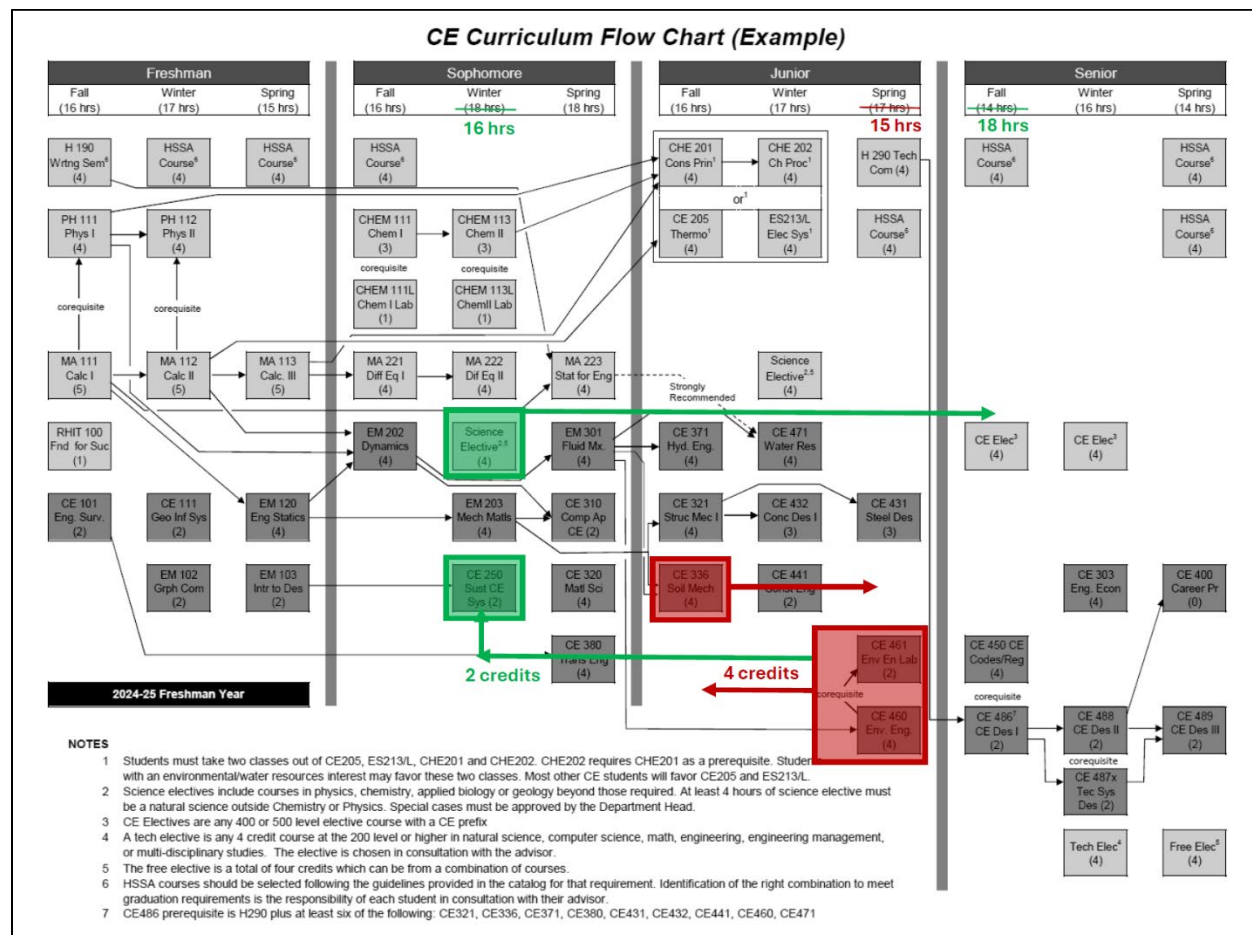 CE Curriculum Flow Chart (Example)
Freshman Sophomore Junior Senior
Fall Winter Spring Fall Winter Spring Fall Winter Spring Fall Winter Spring
(16 hrs) (17 hrs) (15 hrs) (16 hrs) (18 hrs) (18 hrs) (16 hrs) (17 hrs) (17 hrs) (14 hrs) (16 hrs) (14 hrs)
16 hrs 15 hrs 18 hrs
H 190
Wrtng Sem⁶
(4)
HSSA
Course⁶
(4)
HSSA
Course⁶
(4)
HSSA
Course⁶
(4)
CHE 201
Cons Prin¹
(4)
CHE 202
Ch Proc¹
(4)
H 290 Tech
Com (4)
HSSA
Course⁶
(4)
HSSA
Course⁶
(4)
or¹
PH 111
Phys I
(4)
PH 112
Phys II
(4)
CHEM 111
Chem I
(3)
CHEM 113
Chem II
(3)
CE 205
Thermo¹
(4)
ES213/L
Elec Sys¹
(4)
HSSA
Course⁶
(4)
HSSA
Course⁶
(4)
corequisite
corequisite
CHEM 111L
Chem I Lab
(1)
CHEM 113L
ChemII Lab
(1)
corequisite
corequisite
MA 111
Calc I
(5)
MA 112
Calc II
(5)
MA 113
Calc. III
(5)
MA 221
Diff Eq I
(4)
MA 222
Dif Eq II
(4)
MA 223
Stat for Eng
(4)
Strongly
Recommended
Science
Elective²·⁵
(4)
RHIT 100
Fnd for Suc
(1)
EM 202
Dynamics
(4)
Science
Elective²·⁵
(4)
EM 301
Fluid Mx.
(4)
CE 371
Hyd. Eng.
(4)
CE 471
Water Res
(4)
CE Elec³
(4)
CE Elec³
(4)
CE 101
Eng. Surv.
(2)
CE 111
Geo Inf Sys
(2)
EM 120
Eng Statics
(4)
EM 203
Mech Matls
(4)
CE 310
Comp Ap
CE (2)
CE 321
Struc Mec I
(4)
CE 432
Conc Des I
(3)
CE 431
Steel Des
(3)
EM 102
Grph Com
(2)
EM 103
Intr to Des
(2)
CE 250
Sust CE
Sys (2)
CE 320
Matl Sci
(4)
CE 336
Soil Mech
(4)
CE 441
Const Eng
(2)
CE 303
Eng. Econ
(4)
CE 400
Career Pr
(0)
CE 380
Trans Eng
(4)
CE 461
Env En Lab
(2)
CE 450 CE
Codes/Reg
(4)
2 credits
4 credits
corequisite
corequisite
2024-25 Freshman Year
CE 460
Env. Eng.
(4)
CE 486⁷
CE Des I
(2)
CE 488
CE Des II
(2)
CE 489
CE Des III
(2)
corequisite
CE 487x
Tec Sys
Des (2)
Tech Elec⁴
(4)
Free Elec⁵
(4)
NOTES
1 Students must take two classes out of CE205, ES213/L, CHE201 and CHE202. CHE202 requires CHE201 as a prerequisite. Stude
with an environmental/water resources interest may favor these two classes. Most other CE students will favor CE205 and ES213/L.
2 Science electives include courses in physics, chemistry, applied biology or geology beyond those required. At least 4 hours of science elective must
be a natural science outside Chemistry or Physics. Special cases must be approved by the Department Head.
3 CE Electives are any 400 or 500 level elective course with a CE prefix
4 A tech elective is any 4 credit course at the 200 level or higher in natural science, computer science, math, engineering, engineering management,
or multi-disciplinary studies. The elective is chosen in consultation with the advisor.
5 The free elective is a total of four credits which can be from a combination of courses.
6 HSSA courses should be selected following the guidelines provided in the catalog for that requirement. Identification of the right combination to meet
graduation requirements is the responsibility of each student in consultation with their advisor.
7 CE486 prerequisite is H290 plus at least six of the following: CE321, CE336, CE371, CE380, CE431, CE432, CE441, CE460, CE471